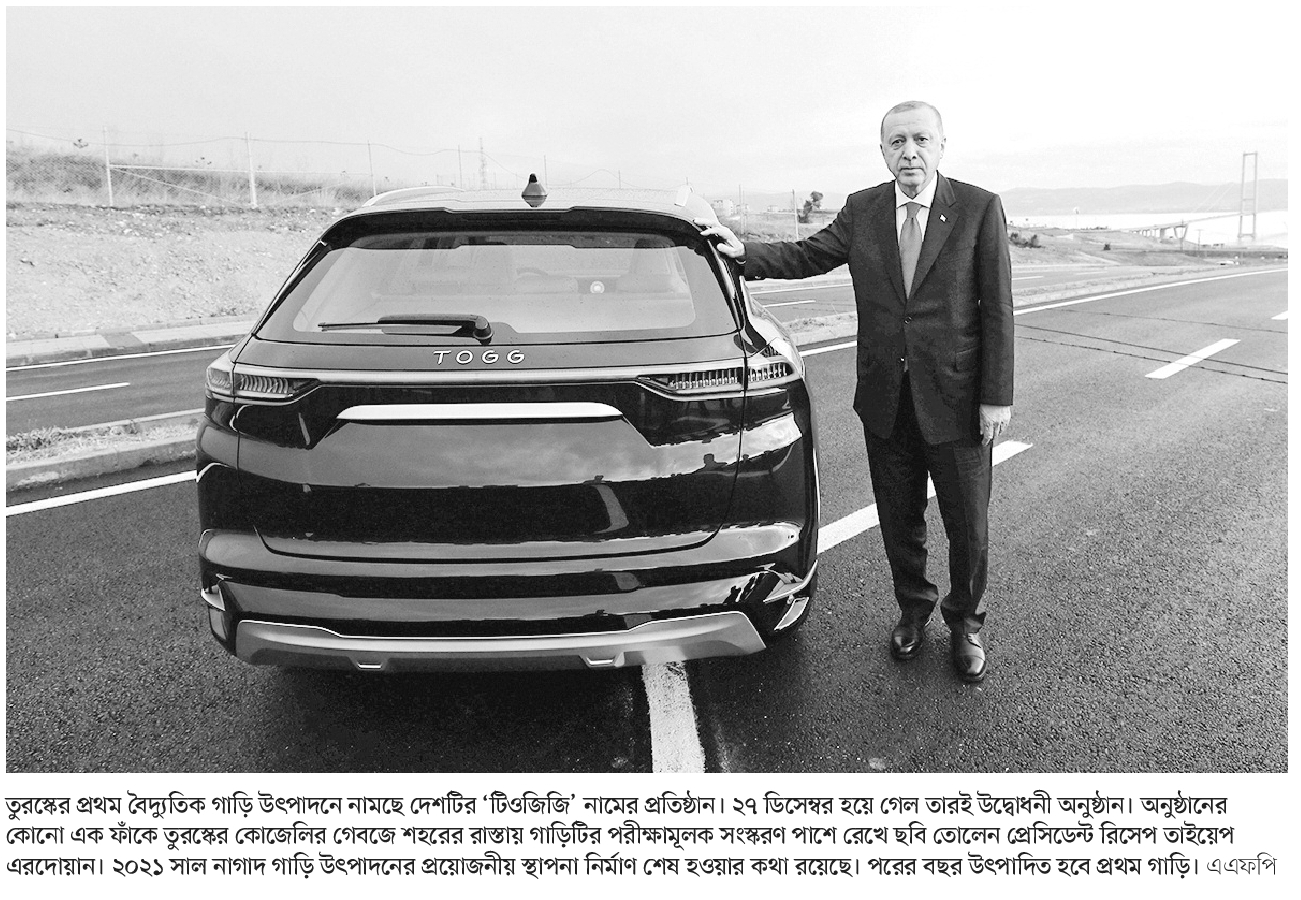 TOGG
তুরস্কের প্রথম বৈদ্যুতিক গাড়ি উৎপাদনে নামছে দেশটির ‘টিওজিজি’ নামের প্রতিষ্ঠান। ২৭ ডিসেম্বর হয়ে গেল তারই উদ্বোধনী অনুষ্ঠান। অনুষ্ঠানের
কোনো এক ফাঁকে তুরস্কের কোজেলির গেবজে শহরের রাস্তায় গাড়িটির পরীক্ষামূলক সংস্করণ পাশে রেখে ছবি তোলেন প্রেসিডেন্ট রিসেপ তাইয়েপ
এরদোয়ান। ২০২১ সাল নাগাদ গাড়ি উৎপাদনের প্রয়োজনীয় স্থাপনা নির্মাণ শেষ হওয়ার কথা রয়েছে। পরের বছর উৎপাদিত হবে প্রথম গাড়ি। এএফপি